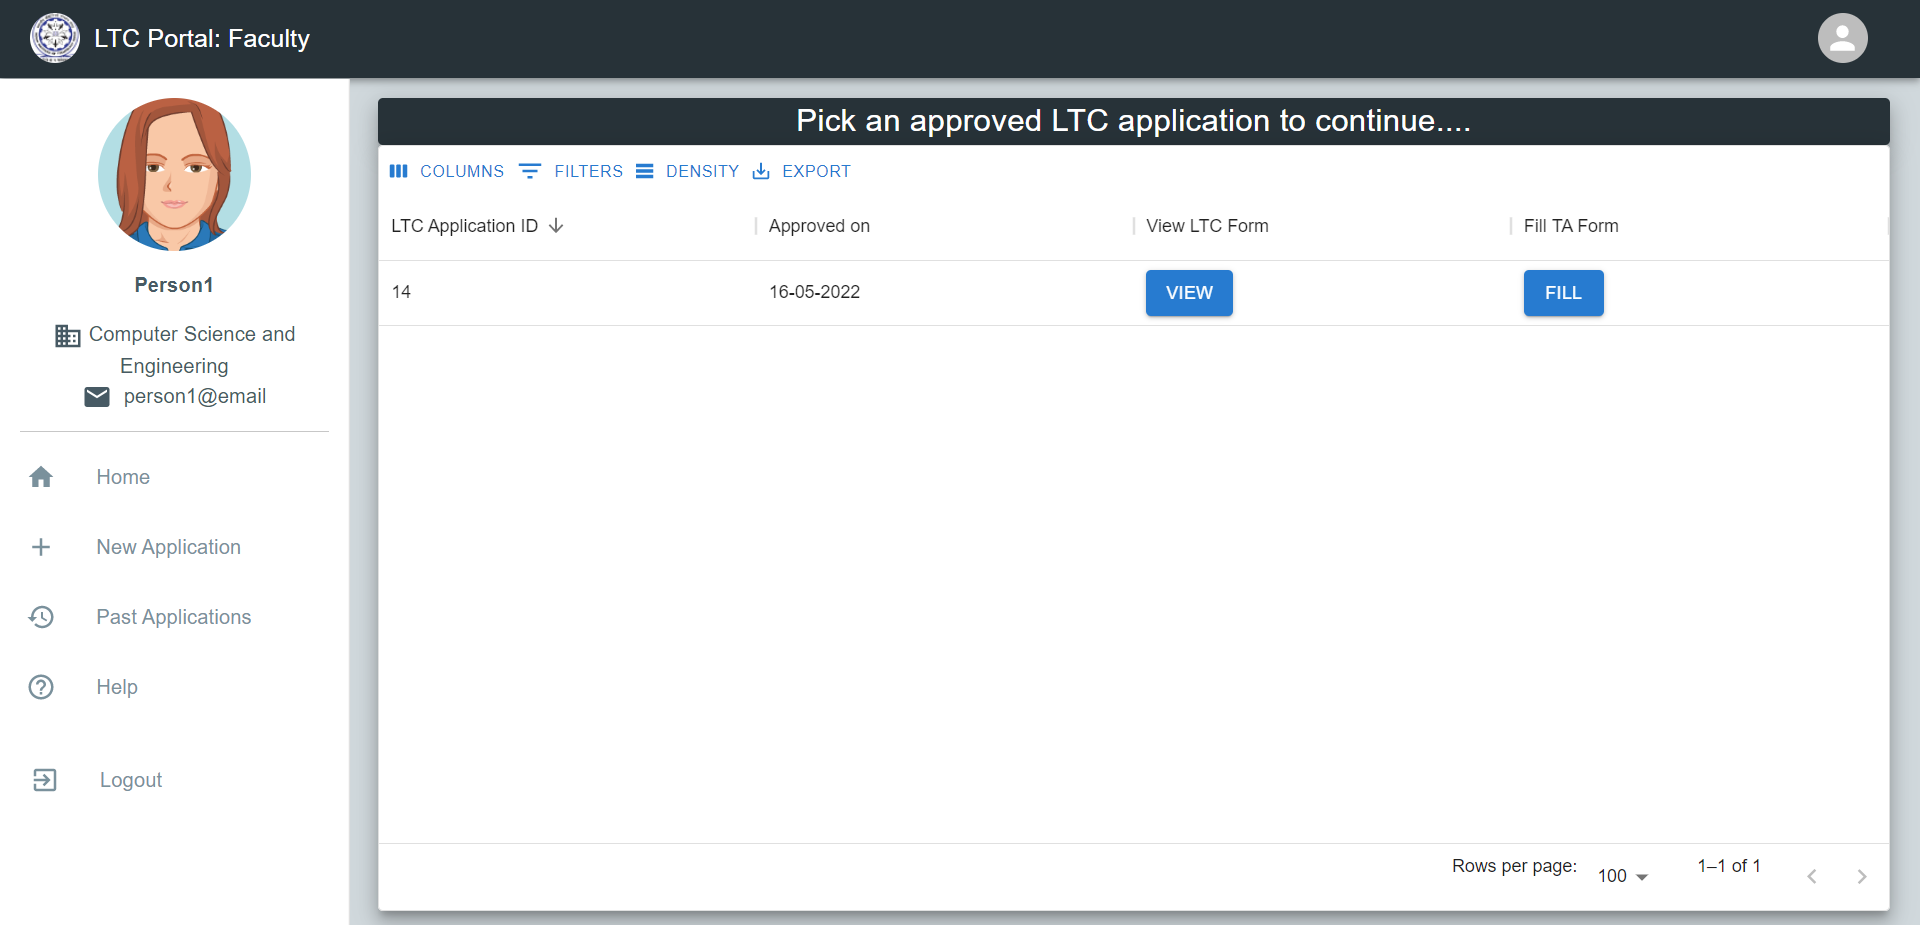 LTC Portal: Faculty
Person1
Computer Science and
Engineering
person1@email
Home
New Application
Past Applications
Help
Logout
Pick an approved LTC application to continue....
COLUMNS FILTERS DENSITY EXPORT
LTC Application ID Approved on View LTC Form Fill TA Form
14 16-05-2022 VIEW FILL
Rows per page: 100 1–1 of 1